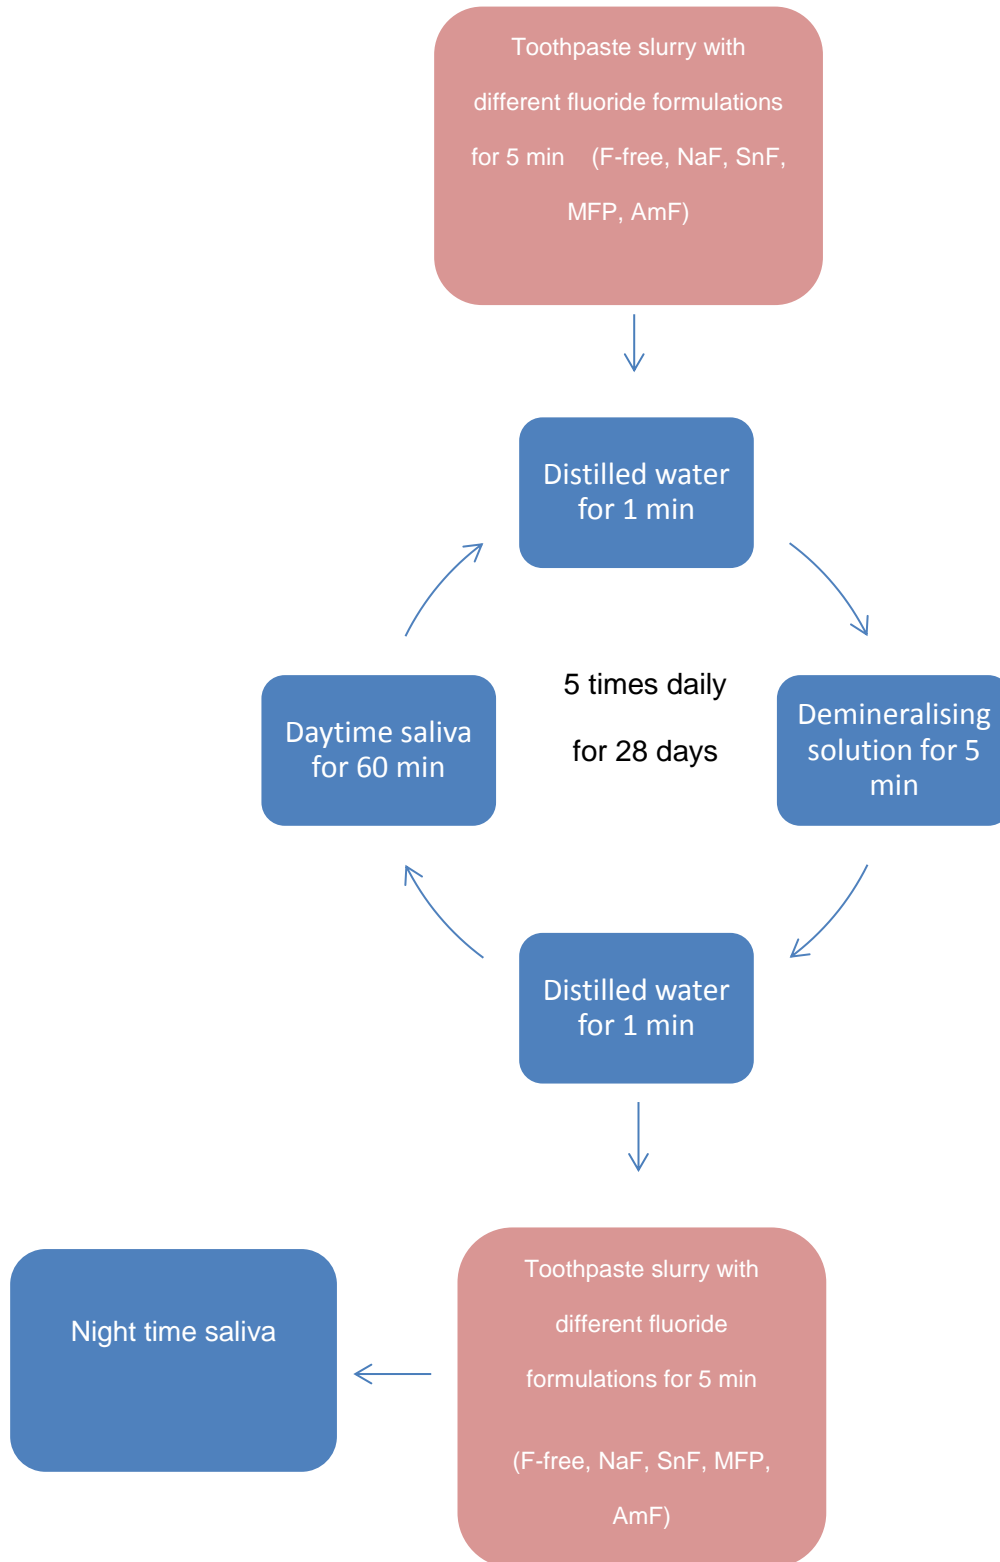 Toothpaste slurry with
different fluoride formulations
for 5 min (F-free, NaF, SnF,
MFP, AmF)
Distilled water
for 1 min
Daytime saliva
for 60 min
5 times daily
for 28 days
Demineralising
solution for 5
min
Distilled water
for 1 min
Night time saliva
Toothpaste slurry with
different fluoride
formulations for 5 min
(F-free, NaF, SnF, MFP,
AmF)